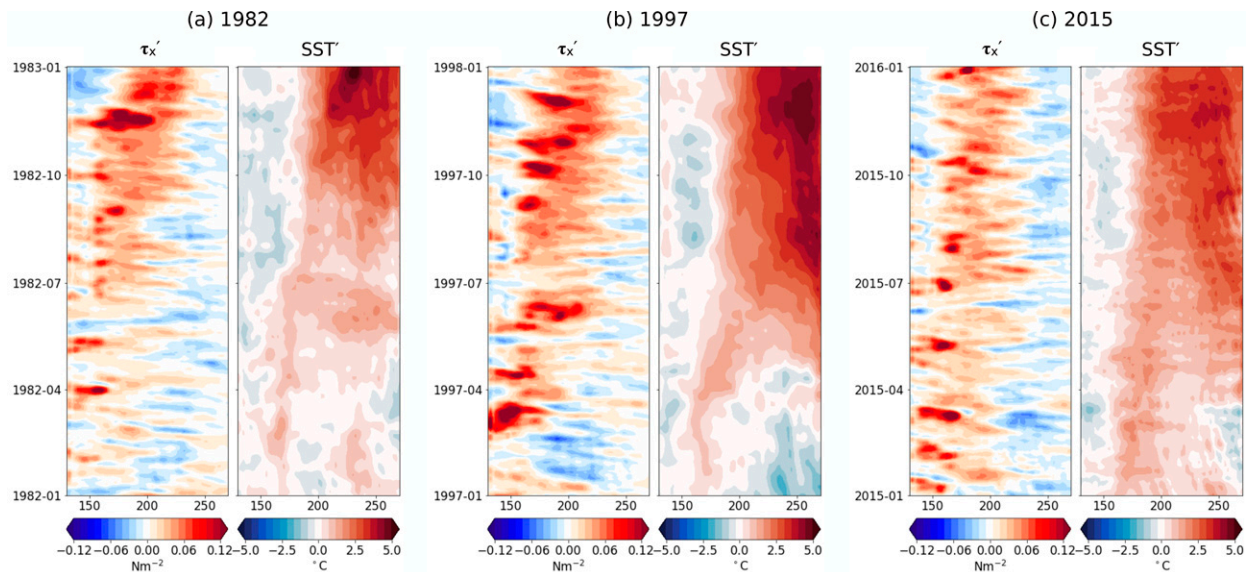 (a) 1982
(b) 1997
(c) 2015
τx′
SST′
τx′
SST′
τx′
SST′
1983-01
1982-10
1982-07
1982-04
1982-01
1998-01
1997-10
1997-07
1997-04
1997-01
2016-01
2015-10
2015-07
2015-04
2015-01
150 200 250
150 200 250
150 200 250
150 200 250
150 200 250
150 200 250
−0.12 −0.06 0.00 0.06 0.12
−5.0 −2.5 0.0 2.5 5.0
−0.12 −0.06 0.00 0.06 0.12
−5.0 −2.5 0.0 2.5 5.0
−0.12 −0.06 0.00 0.06 0.12
−5.0 −2.5 0.0 2.5 5.0
Nm⁻²
°C
Nm⁻²
°C
Nm⁻²
°C